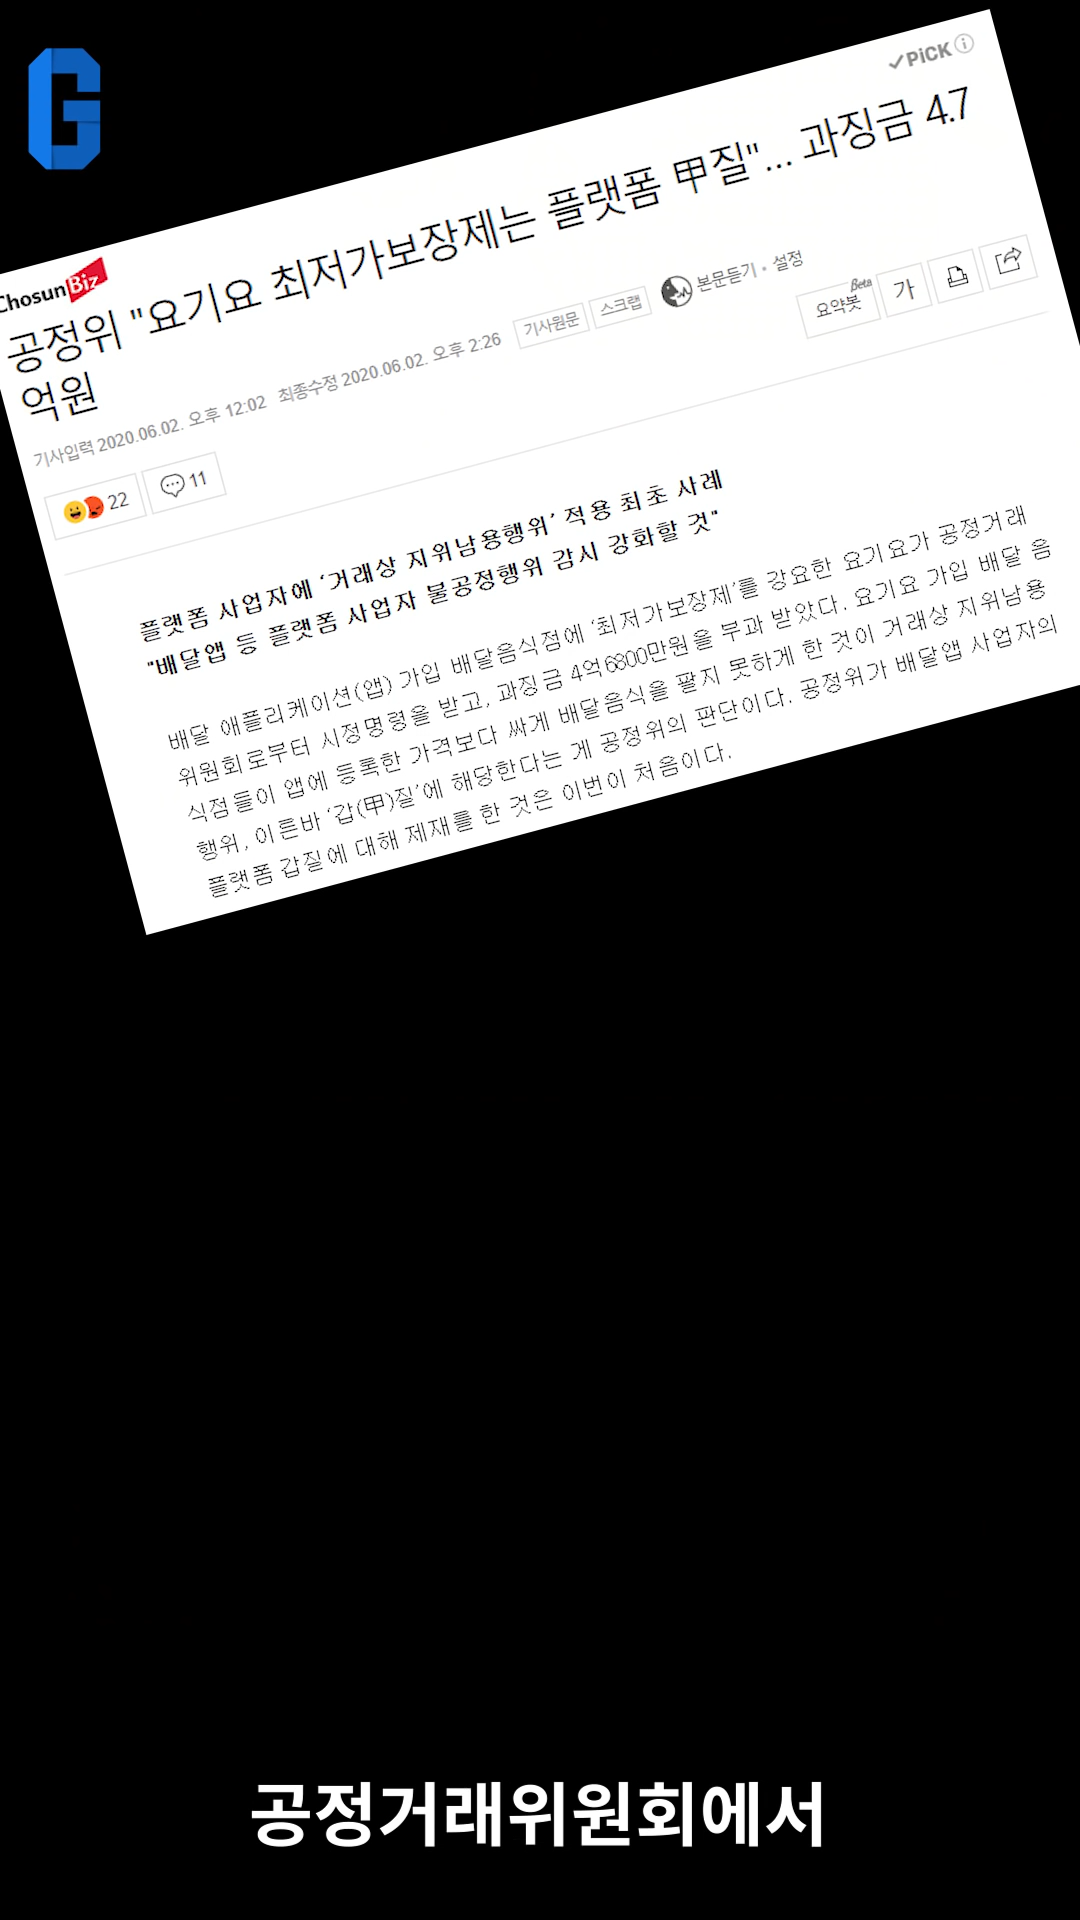 G
✓PiCK
ChosunBiz
공정위 "요기요 최저가보장제는 플랫폼 甲질"... 과징금 4.7
억원
기사입력 2020.06.02. 오후 12:02 최종수정 2020.06.02. 오후 2:26 기사원문 스크랩 본문듣기 · 설정
요약봇 Beta 가
22 11
플랫폼 사업자에 ‘거래상 지위남용행위’ 적용 최초 사례
"배달앱 등 플랫폼 사업자 불공정행위 감시 강화할 것"
배달 애플리케이션(앱) 가입 배달음식점에 ‘최저가보장제’를 강요한 요기요가 공정거래
위원회로부터 시정명령을 받고, 과징금 4억6800만원을 부과 받았다. 요기요 가입 배달 음
식점들이 앱에 등록한 가격보다 싸게 배달음식을 팔지 못하게 한 것이 거래상 지위남용
행위, 이른바 ‘갑(甲)질’에 해당한다는 게 공정위의 판단이다. 공정위가 배달앱 사업자의
플랫폼 갑질에 대해 제재를 한 것은 이번이 처음이다.
공정거래위원회에서